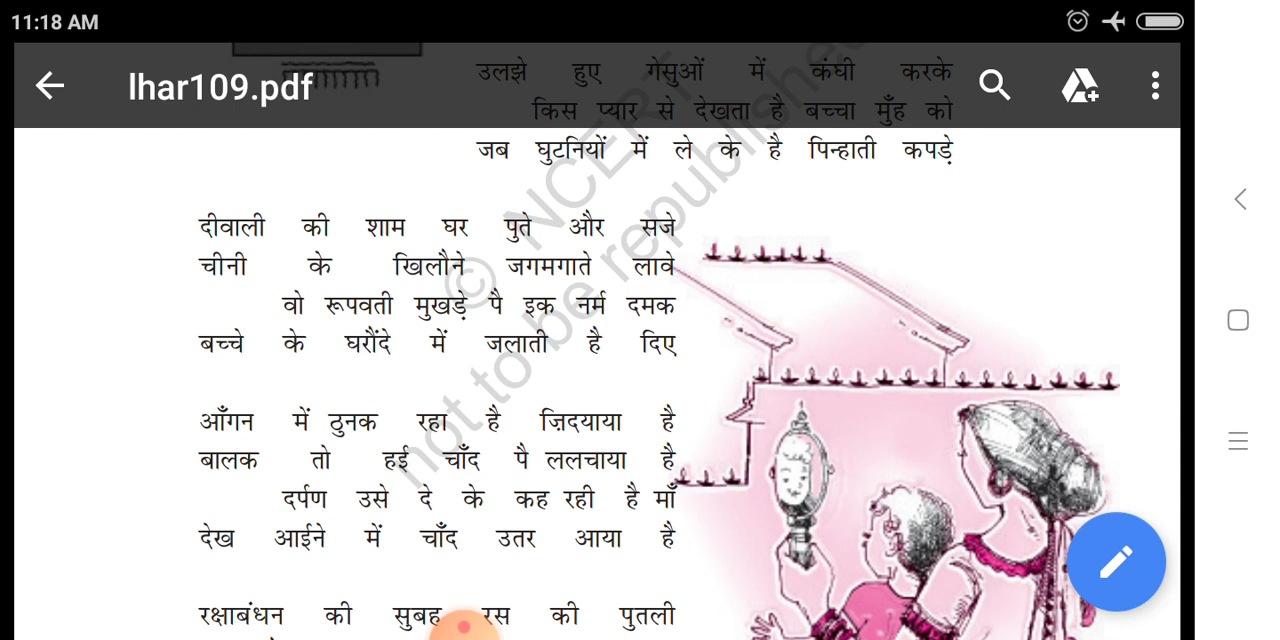 11:18 AM
lhar109.pdf
उलझे हुए गेसुओं में कंघी करके
किस प्यार से देखता है बच्चा मुँह को
जब घुटनियों में ले के है पिन्हाती कपड़े
दीवाली की शाम घर पुते और सजे
चीनी के खिलौने जगमगाते लावे
वो रूपवती मुखड़े पै इक नर्म दमक
बच्चे के घरौंदे में जलाती है दिए
आँगन में ठुनक रहा है ज़िदयाया है
बालक तो हई चाँद पै ललचाया है
दर्पण उसे दे के कह रही है माँ
देख आईने में चाँद उतर आया है
रक्षाबंधन की सुबह रस की पुतली
© NCERT
not to be republished